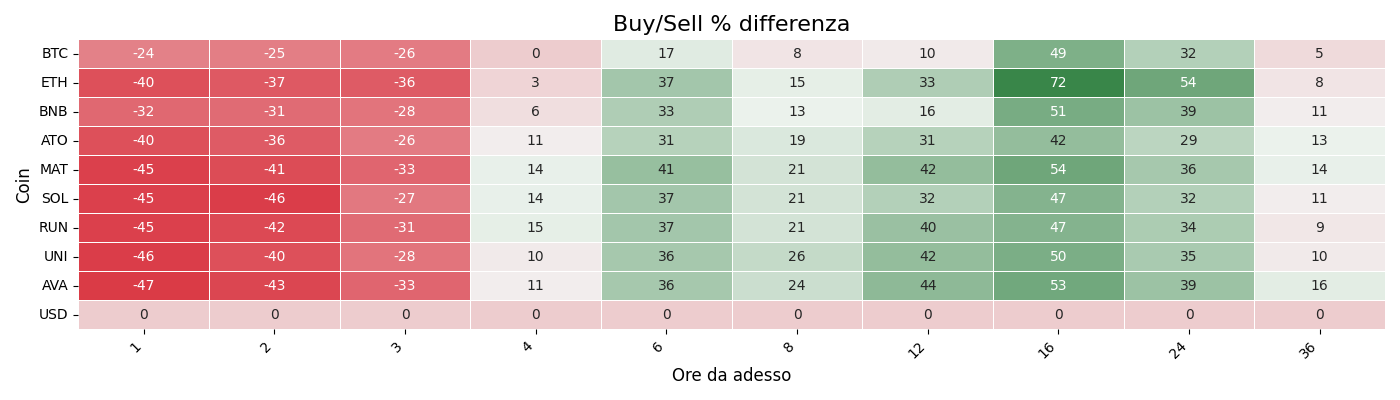 Buy/Sell % differenza
Coin
BTC -24 -25 -26 0 17 8 10 49 32 5
ETH -40 -37 -36 3 37 15 33 72 54 8
BNB -32 -31 -28 6 33 13 16 51 39 11
ATO -40 -36 -26 11 31 19 31 42 29 13
MAT -45 -41 -33 14 41 21 42 54 36 14
SOL -45 -46 -27 14 37 21 32 47 32 11
RUN -45 -42 -31 15 37 21 40 47 34 9
UNI -46 -40 -28 10 36 26 42 50 35 10
AVA -47 -43 -33 11 36 24 44 53 39 16
USD 0 0 0 0 0 0 0 0 0 0
1 2 3 4 6 8 12 16 24 36
Ore da adesso